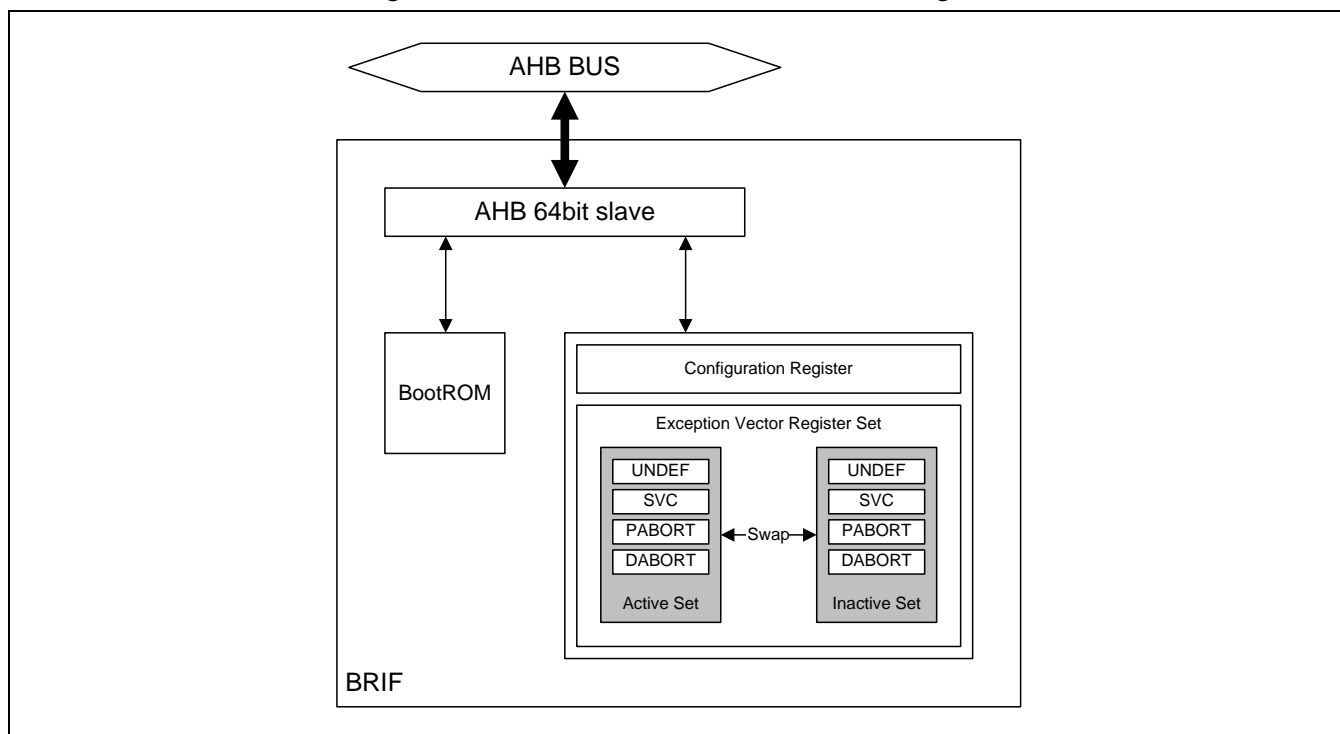 AHB BUS
AHB 64bit slave
BootROM
Configuration Register
Exception Vector Register Set
UNDEF
SVC
PABORT
DABORT
Active Set
Swap
UNDEF
SVC
PABORT
DABORT
Inactive Set
BRIF